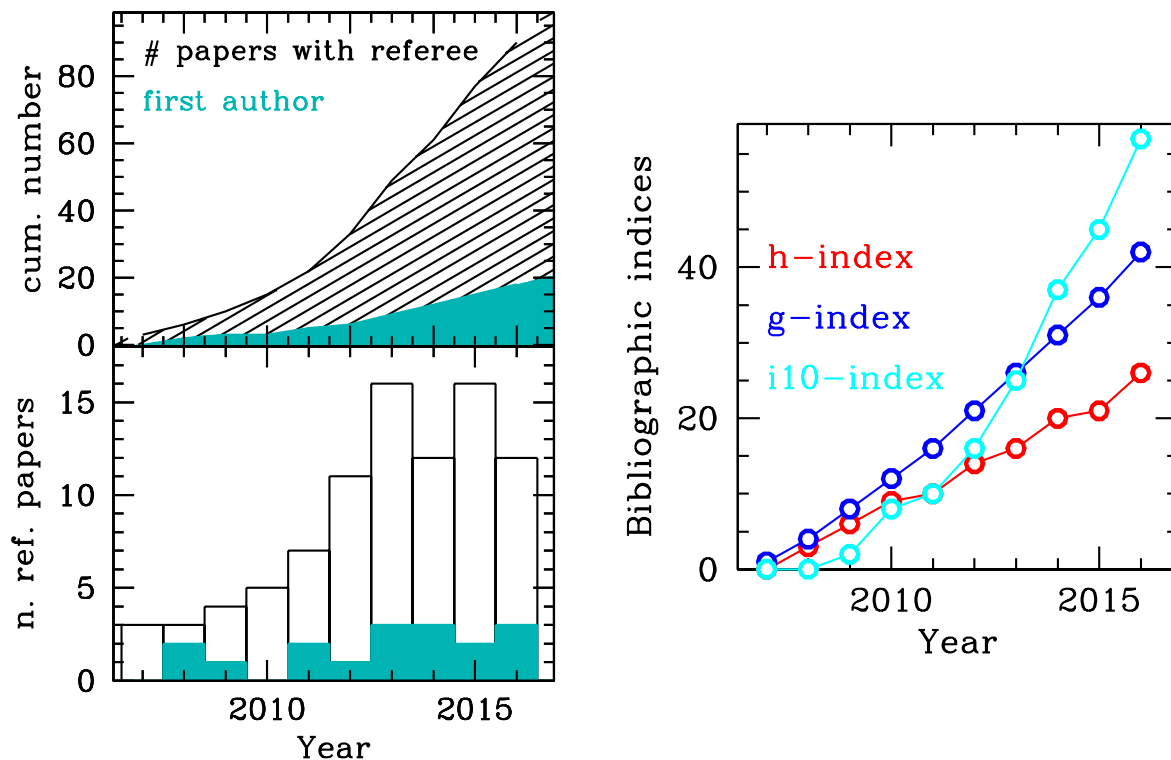 # papers with referee
first author
cum. number
80
60
40
20
0
n. ref. papers
15
10
5
0
2010
2015
Year
Bibliographic indices
h-index
g-index
i10-index
40
20
0
2010
2015
Year